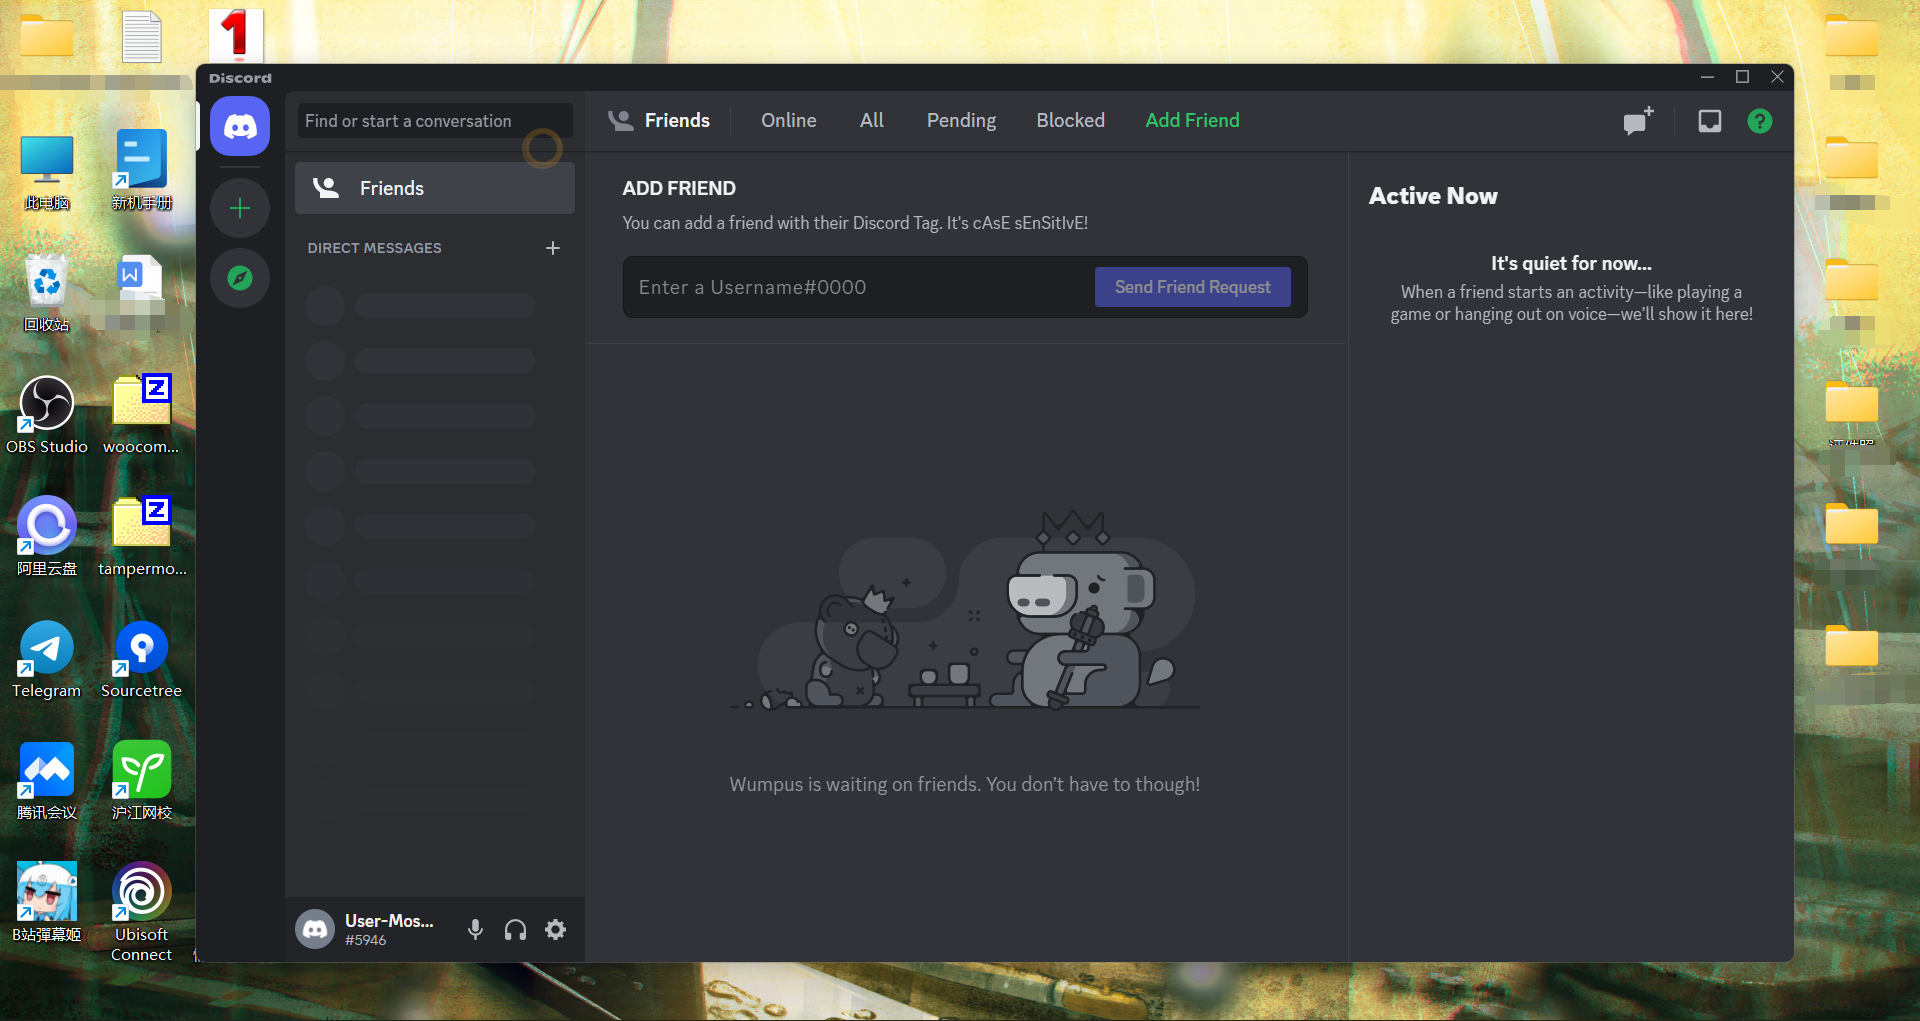 1
Discord
Find or start a conversation
Friends
Online
All
Pending
Blocked
Add Friend
Friends
DIRECT MESSAGES
ADD FRIEND
You can add a friend with their Discord Tag. It's cAsE sEnSitIvE!
Enter a Username#0000
Send Friend Request
Active Now
It's quiet for now...
When a friend starts an activity—like playing a
game or hanging out on voice—we'll show it here!
Wumpus is waiting on friends. You don't have to though!
User-Mos...
#5946
此电脑
新机手册
回收站
W
OBS Studio
Z
woocom...
阿里云盘
Z
tampermo...
Telegram
Sourcetree
腾讯会议
沪江网校
B站彈幕姬
Ubisoft
Connect